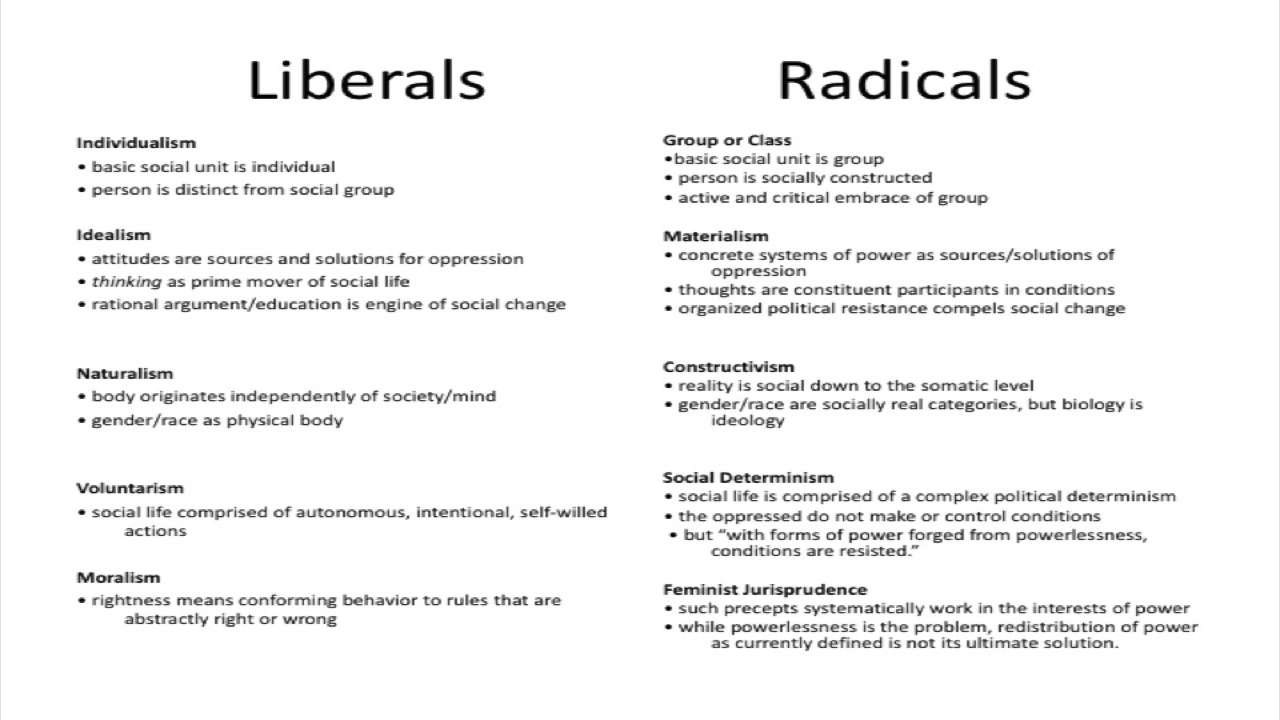 Liberals
Individualism
• basic social unit is individual
• person is distinct from social group
Idealism
• attitudes are sources and solutions for oppression
• thinking as prime mover of social life
• rational argument/education is engine of social change
Naturalism
• body originates independently of society/mind
• gender/race as physical body
Voluntarism
• social life comprised of autonomous, intentional, self-willed
actions
Moralism
• rightness means conforming behavior to rules that are
abstractly right or wrong
Radicals
Group or Class
•basic social unit is group
• person is socially constructed
• active and critical embrace of group
Materialism
• concrete systems of power as sources/solutions of
oppression
• thoughts are constituent participants in conditions
• organized political resistance compels social change
Constructivism
• reality is social down to the somatic level
• gender/race are socially real categories, but biology is
ideology
Social Determinism
• social life is comprised of a complex political determinism
• the oppressed do not make or control conditions
• but “with forms of power forged from powerlessness,
conditions are resisted.”
Feminist Jurisprudence
• such precepts systematically work in the interests of power
• while powerlessness is the problem, redistribution of power
as currently defined is not its ultimate solution.